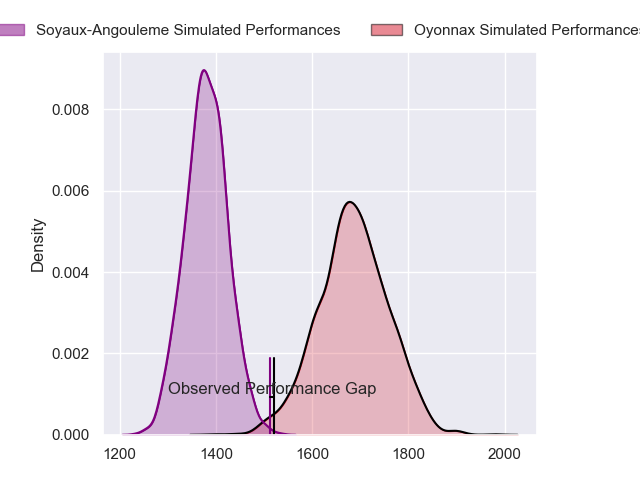 Soyaux-Angouleme Simulated Performances
Oyonnax Simulated Performances
0.008
0.006
0.004
0.002
0.000
Density
Observed Performance Gap
1200 1400 1600 1800 2000